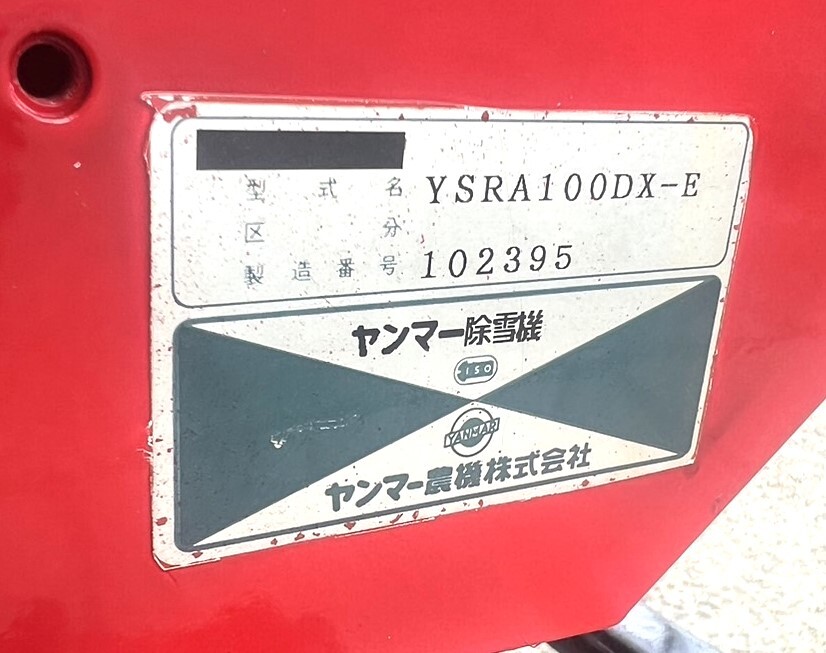 型式名 YSRA100DX-E
区分
製造番号 102395
ヤンマー除雪機
ISO
YANMAR
ヤンマー農機株式会社